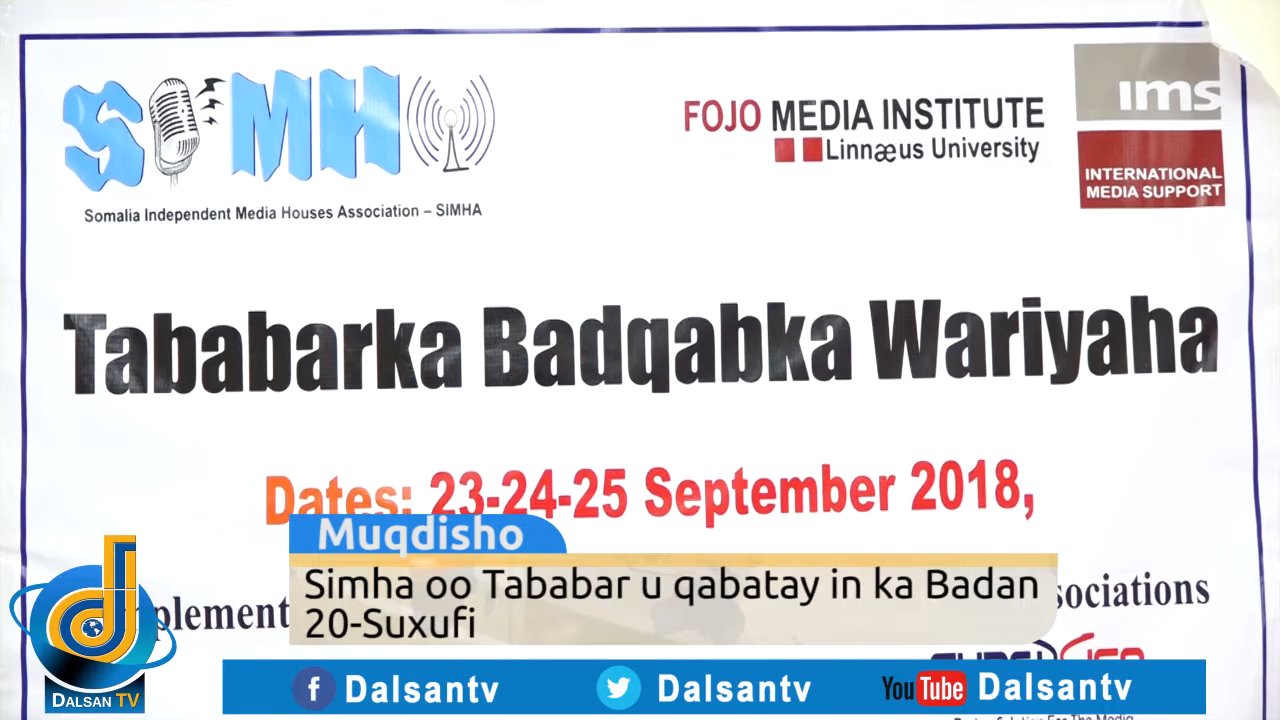 SIMHA
FOJO MEDIA INSTITUTE
Linnæus University
ims
INTERNATIONAL
MEDIA SUPPORT
Somalia Independent Media Houses Association – SIMHA
Tababarka Badqabka Wariyaha
Dates: 23-24-25 September 2018,
Muqdisho
Simha oo Tababar u qabatay in ka Badan
20-Suxufi
DALSAN TV
f Dalsantv
Dalsantv
YouTube Dalsantv